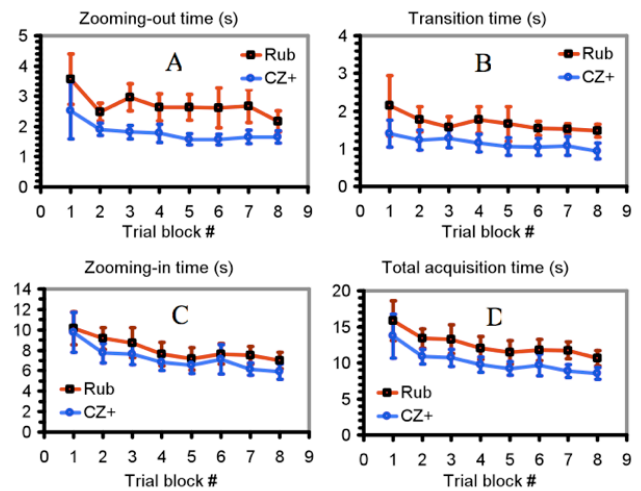 Zooming-out time (s)
5
4
3
2
1
0
A
Rub
CZ+
0 1 2 3 4 5 6 7 8 9
Trial block #
Transition time (s)
4
3
2
1
0
B
Rub
CZ+
0 1 2 3 4 5 6 7 8 9
Trial block #
Zooming-in time (s)
14
12
10
8
6
4
2
0
C
Rub
CZ+
0 1 2 3 4 5 6 7 8 9
Trial block #
Total acquisition time (s)
20
15
10
5
0
D
Rub
CZ+
0 1 2 3 4 5 6 7 8 9
Trial block #